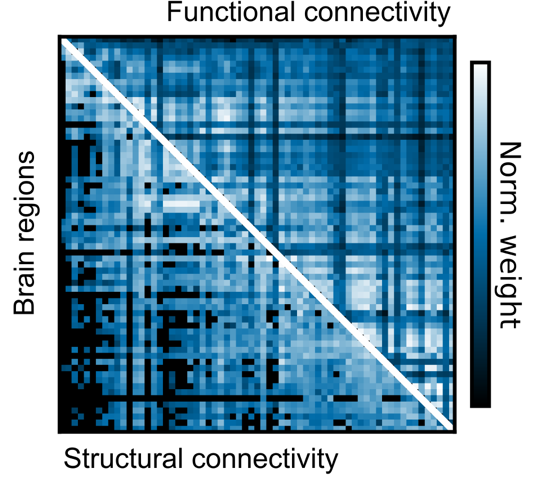 Functional connectivity
Brain regions
Norm. weight
Structural connectivity